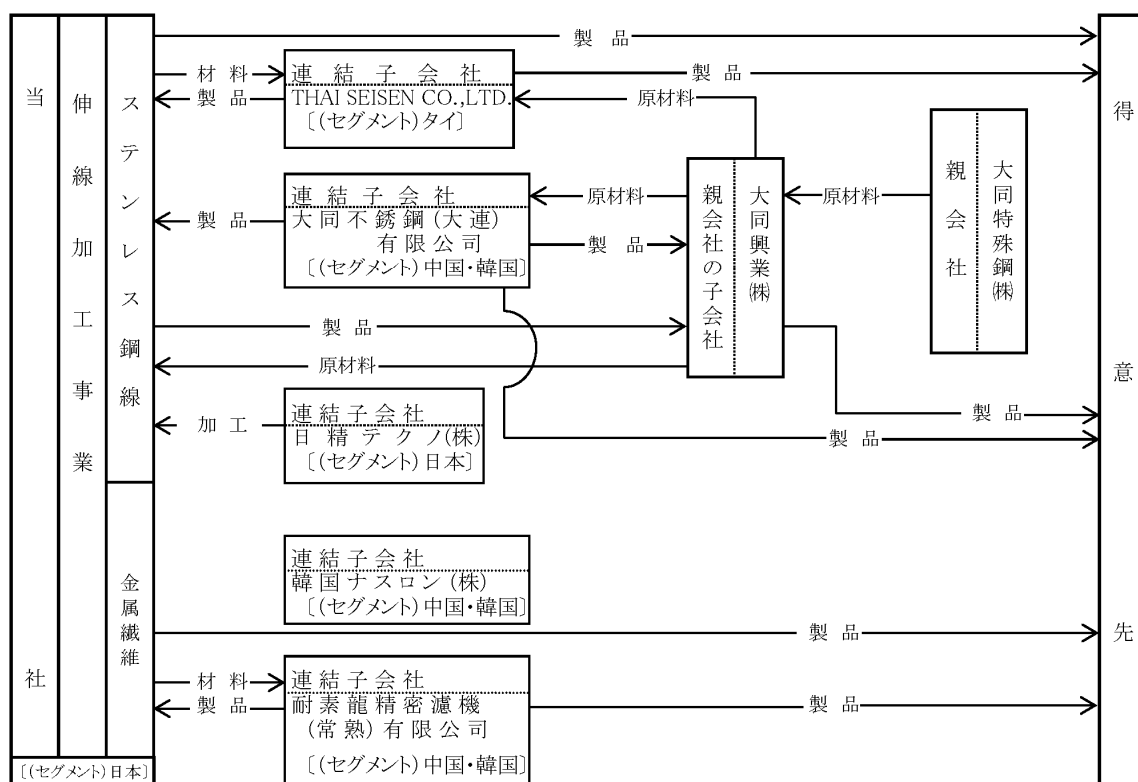 当社
伸線加工事業
ステンレス鋼線
金属繊維
[(セグメント)日本]
製品
材料
製品
連結子会社
THAI SEISEN CO.,LTD.
[(セグメント)タイ]
製品
原材料
製品
連結子会社
大同不銹鋼(大連)
有限公司
[(セグメント)中国・韓国]
原材料
製品
親会社の子会社
大同興業㈱
原材料
親会社
大同特殊鋼㈱
製品
原材料
加工
連結子会社
日精テクノ(株)
[(セグメント)日本]
製品
製品
連結子会社
韓国ナスロン(株)
[(セグメント)中国・韓国]
製品
材料
製品
連結子会社
耐素龍精密濾機
(常熟)有限公司
[(セグメント)中国・韓国]
製品
得意先